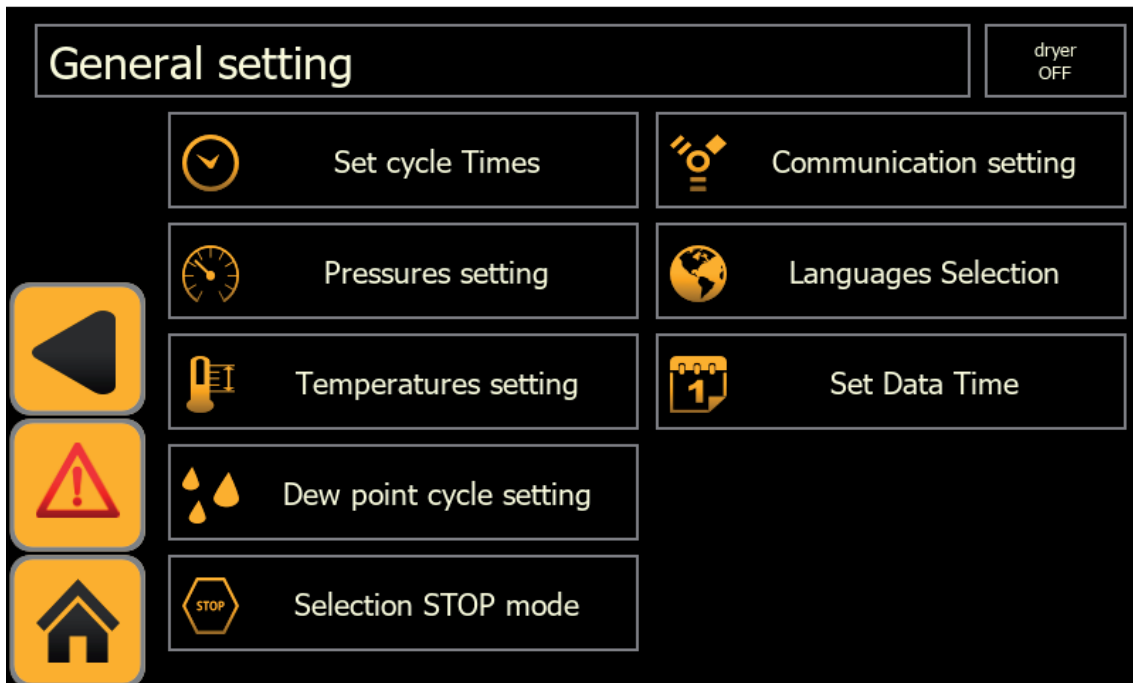 General setting
dryer
OFF
Set cycle Times
Communication setting
Pressures setting
Languages Selection
Temperatures setting
1
Set Data Time
Dew point cycle setting
STOP
Selection STOP mode